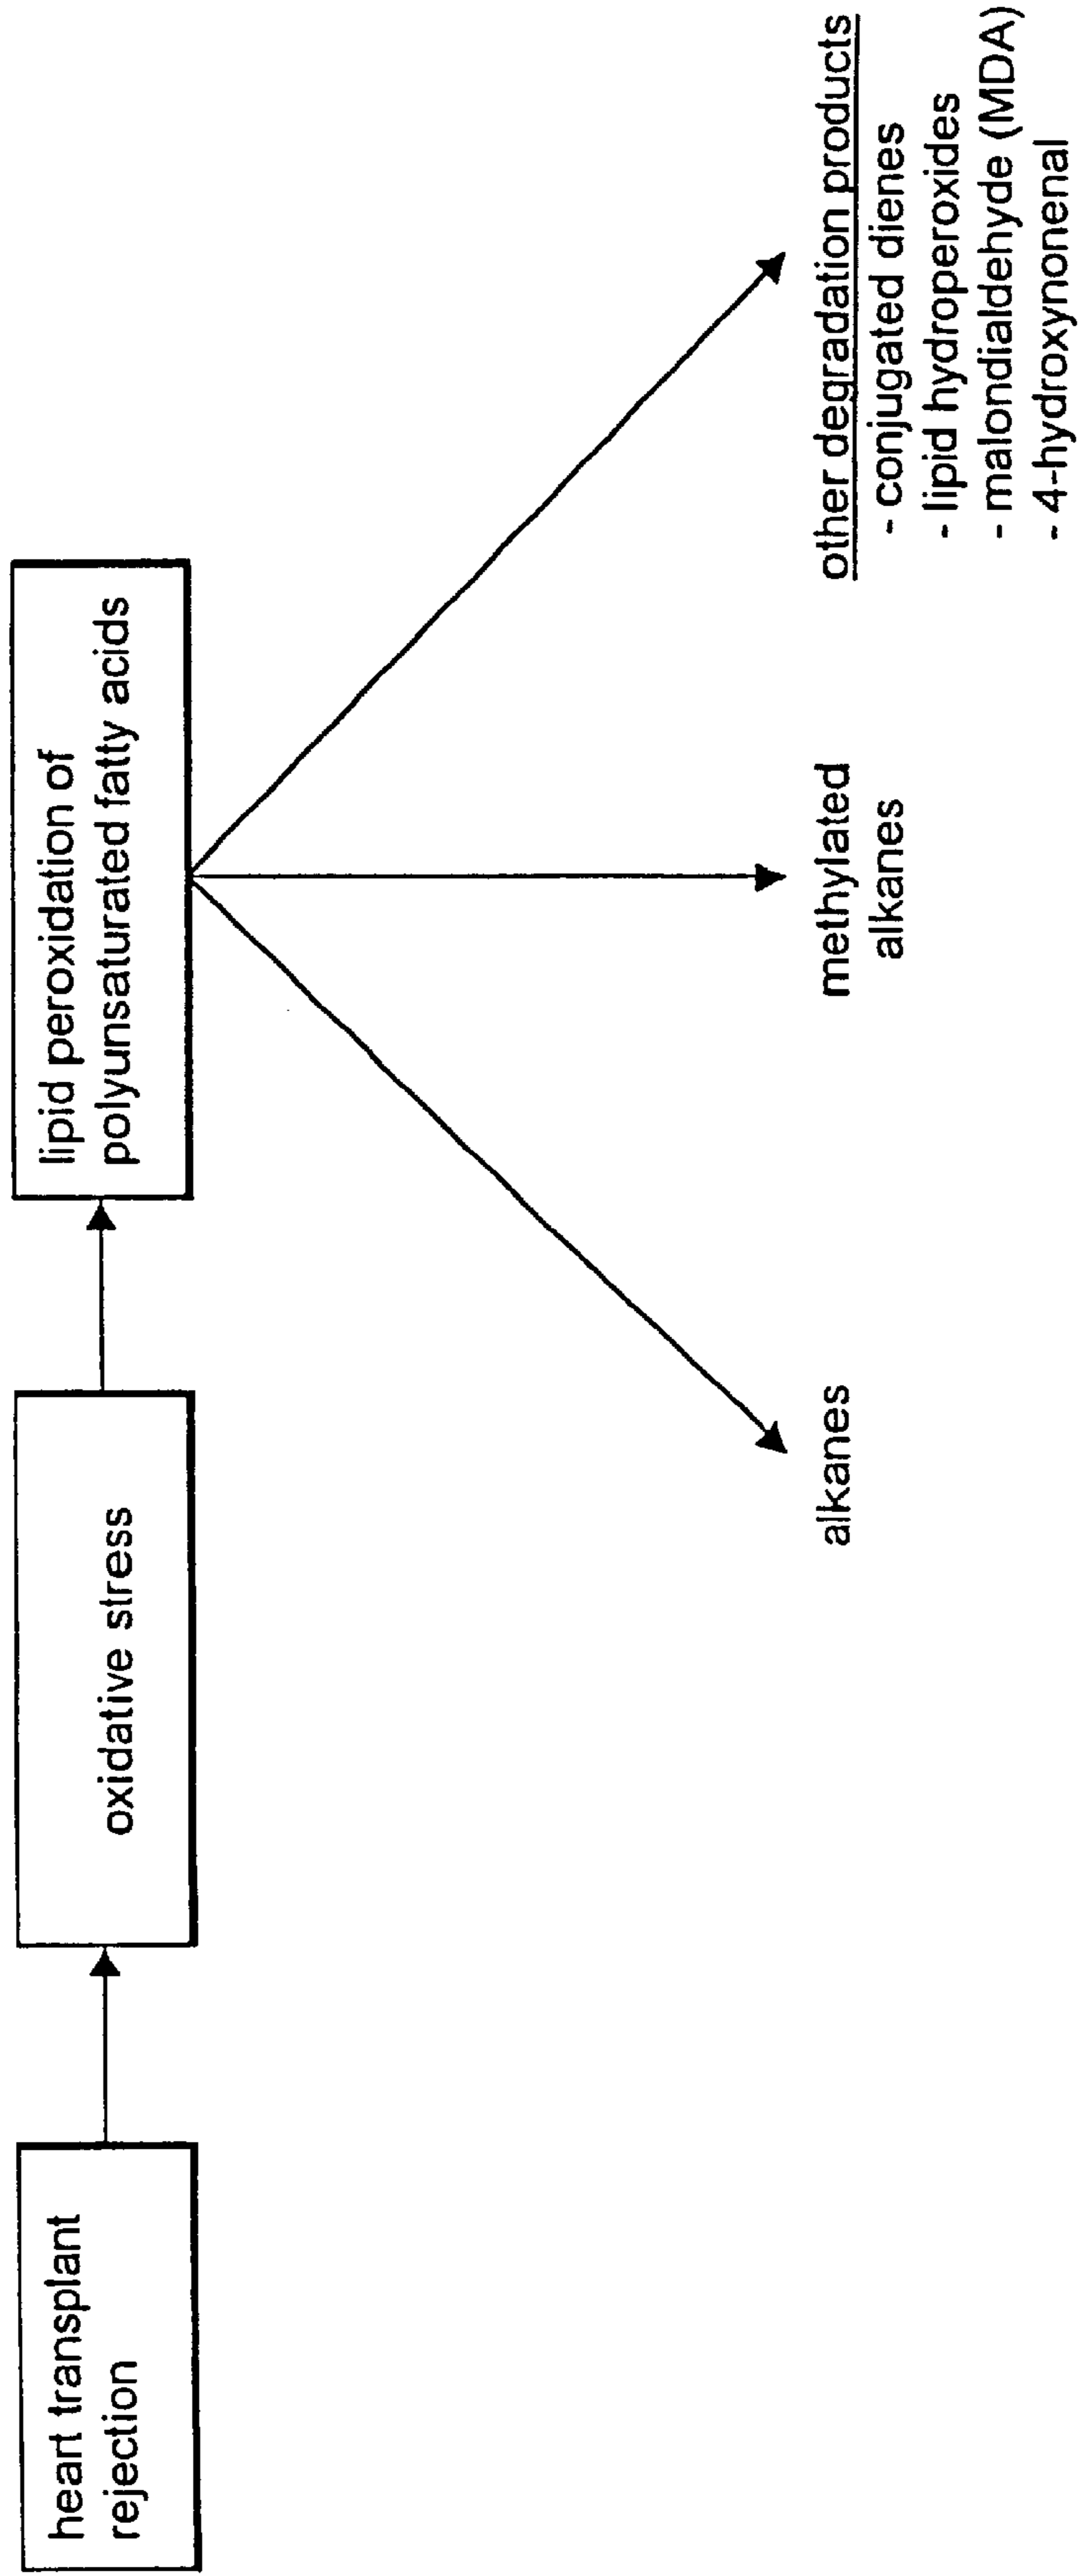 heart transplant
rejection
oxidative stress
lipid peroxidation of
polyunsaturated fatty acids
alkanes
methylated
alkanes
other degradation products
- conjugated dienes
- lipid hydroperoxides
- malondialdehyde (MDA)
- 4-hydroxynonenal